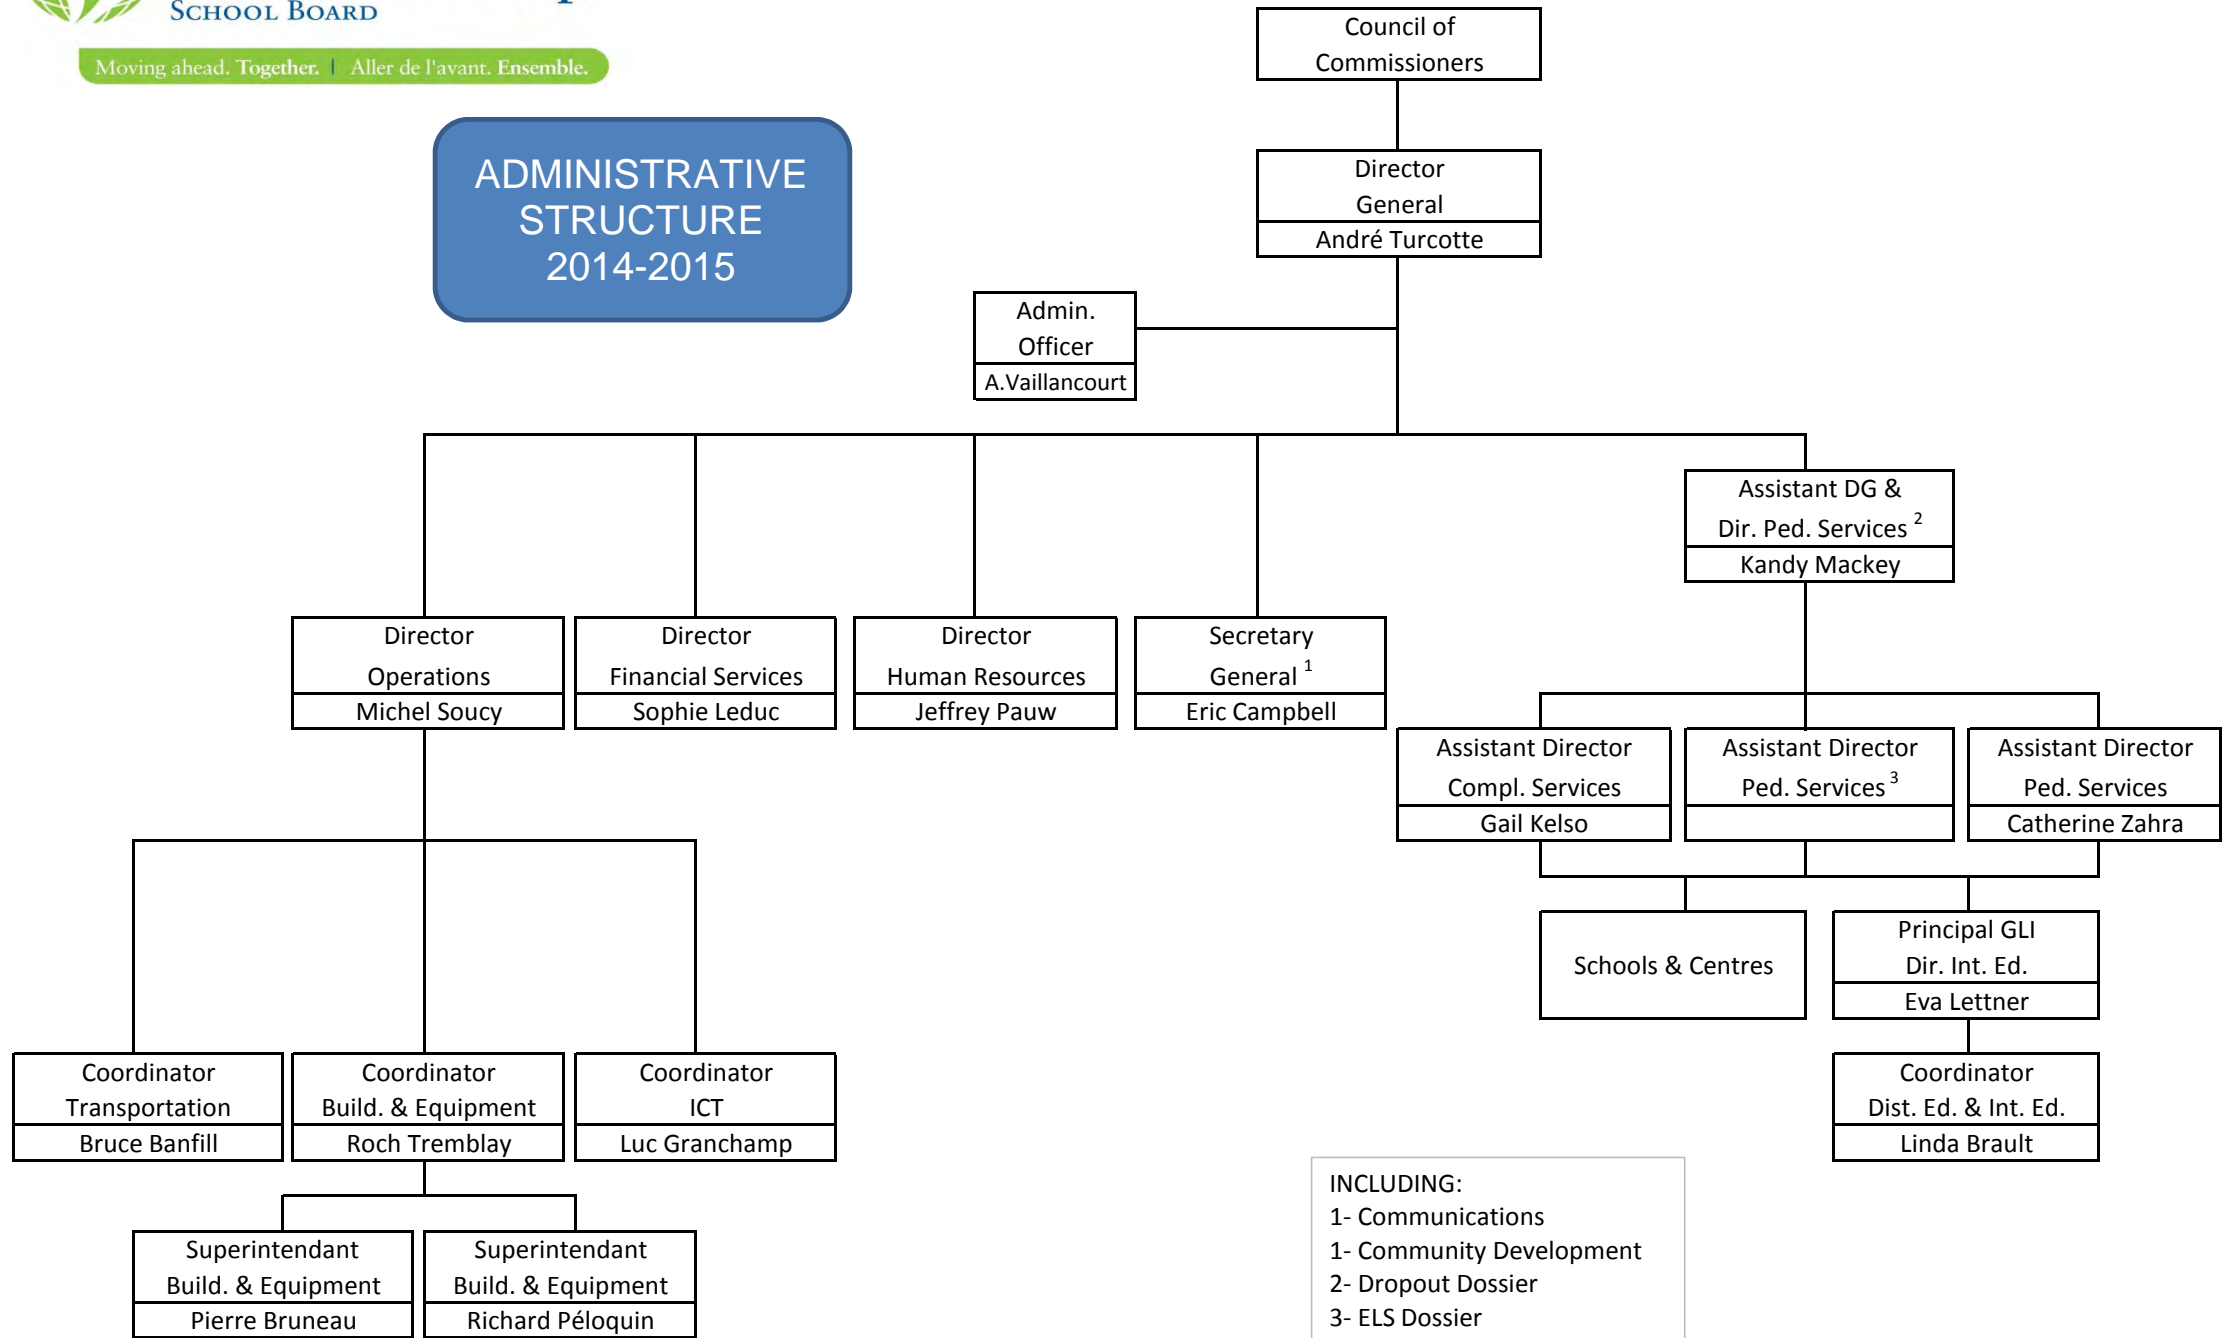 SCHOOL BOARD
Moving ahead. Together. | Aller de l'avant. Ensemble.
ADMINISTRATIVE
STRUCTURE
2014-2015
Council of
Commissioners
Director
General
André Turcotte
Admin.
Officer
A.Vaillancourt
Assistant DG &
Dir. Ped. Services 2
Kandy Mackey
Director
Operations
Michel Soucy
Director
Financial Services
Sophie Leduc
Director
Human Resources
Jeffrey Pauw
Secretary
General 1
Eric Campbell
Assistant Director
Compl. Services
Gail Kelso
Assistant Director
Ped. Services 3
Assistant Director
Ped. Services
Catherine Zahra
Schools & Centres
Principal GLI
Dir. Int. Ed.
Eva Lettner
Coordinator
Transportation
Bruce Banfill
Coordinator
Build. & Equipment
Roch Tremblay
Coordinator
ICT
Luc Granchamp
Coordinator
Dist. Ed. & Int. Ed.
Linda Brault
Superintendant
Build. & Equipment
Pierre Bruneau
Superintendant
Build. & Equipment
Richard Péloquin
INCLUDING:
1- Communications
1- Community Development
2- Dropout Dossier
3- ELS Dossier